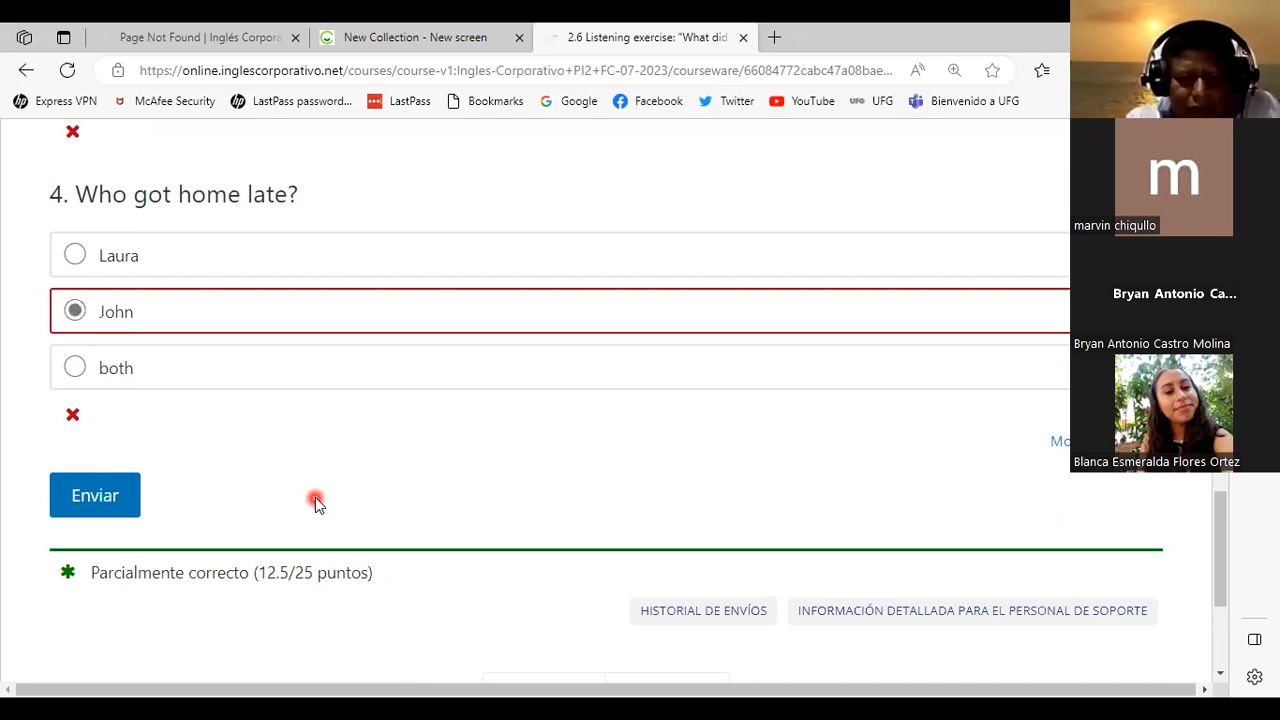 Page Not Found | Inglés Corpora
New Collection - New screen
2.6 Listening exercise: "What did
https://online.inglescorporativo.net/courses/course-v1:Ingles-Corporativo+PI2+FC-07-2023/courseware/66084772cabc47a08bae...
Express VPN
McAfee Security
LastPass password...
LastPass
Bookmarks
Google
Facebook
Twitter
YouTube
UFG
UFG
Bienvenido a UFG
4. Who got home late?
Laura
John
both
Mo
Enviar
Parcialmente correcto (12.5/25 puntos)
HISTORIAL DE ENVÍOS
INFORMACIÓN DETALLADA PARA EL PERSONAL DE SOPORTE
m
marvin chiqullo
Bryan Antonio Ca...
Bryan Antonio Castro Molina
Blanca Esmeralda Flores Ortez